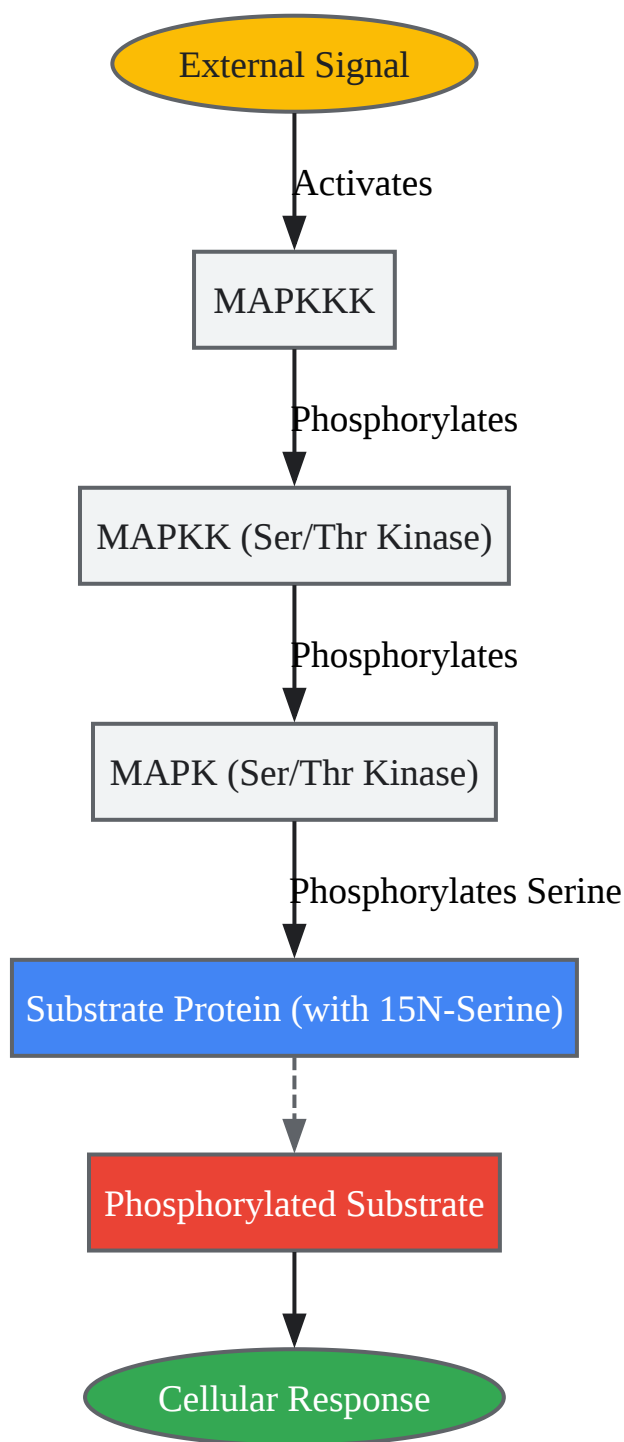 External Signal
Activates
MAPKKK
Phosphorylates
MAPKK (Ser/Thr Kinase)
Phosphorylates
MAPK (Ser/Thr Kinase)
Phosphorylates Serine
Substrate Protein (with 15N-Serine)
Phosphorylated Substrate
Cellular Response